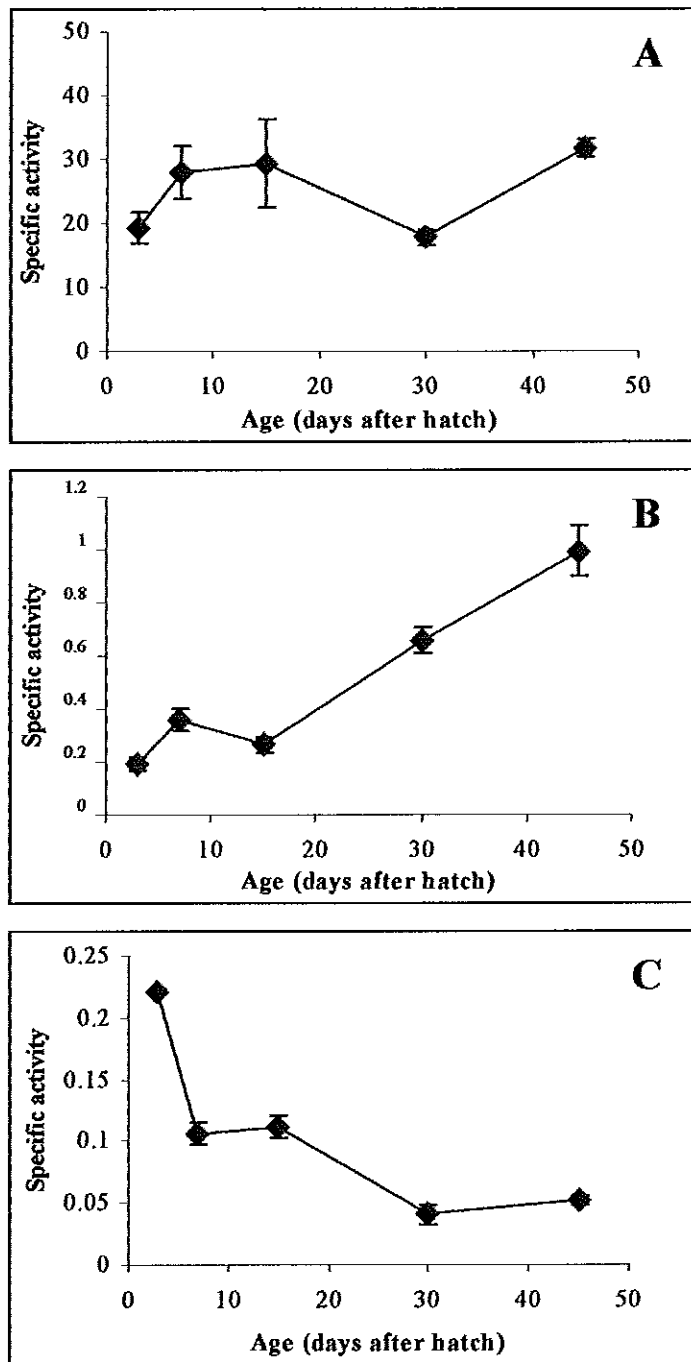 A
50
40
30
20
10
0
Specific activity
0 10 20 30 40 50
Age (days after hatch)
B
1.2
1
0.8
0.6
0.4
0.2
0
Specific activity
0 10 20 30 40 50
Age (days after hatch)
C
0.25
0.2
0.15
0.1
0.05
0
Specific activity
0 10 20 30 40 50
Age (days after hatch)